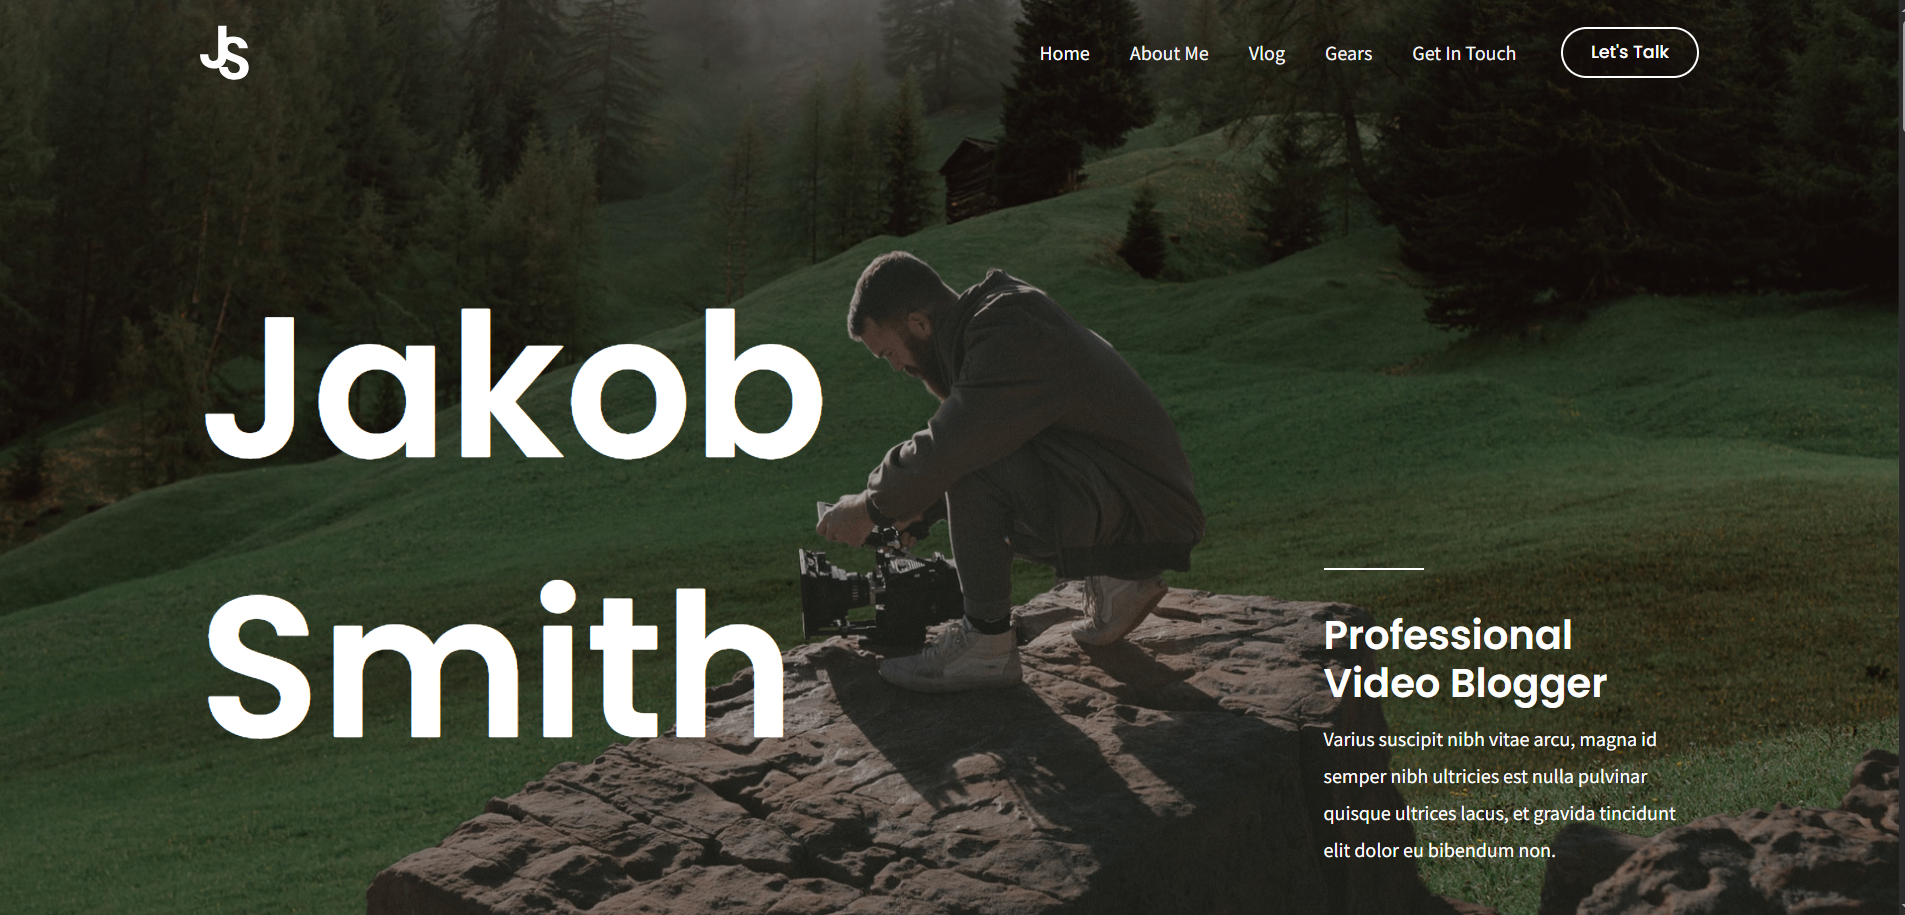 JS
Home About Me Vlog Gears Get In Touch Let's Talk
Jakob
Smith
Professional
Video Blogger
Varius suscipit nibh vitae arcu, magna id
semper nibh ultricies est nulla pulvinar
quisque ultrices lacus, et gravida tincidunt
elit dolor eu bibendum non.